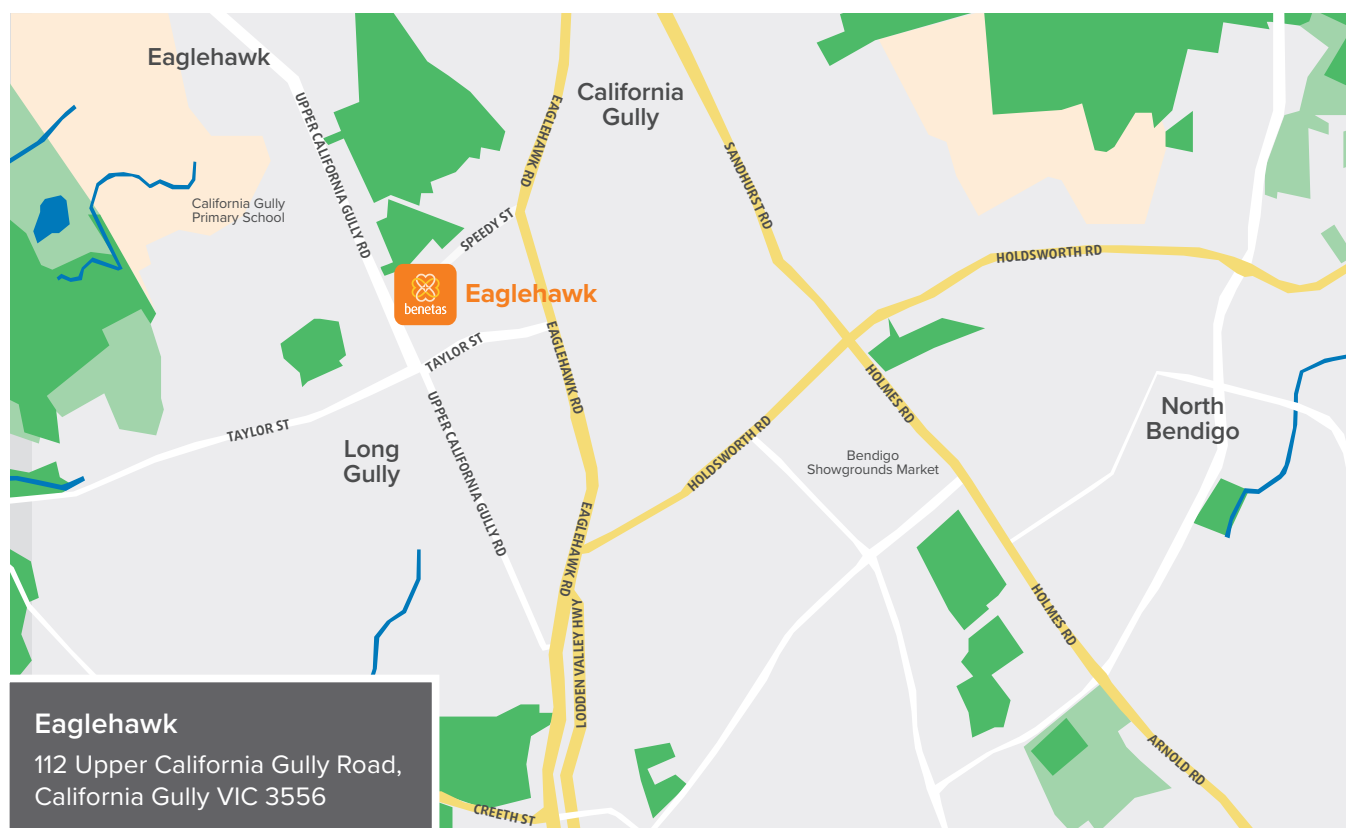 Eaglehawk
California
Gully
EAGLEHAWK RD
UPPER CALIFORNIA GULLY RD
SANDHURST RD
California Gully
Primary School
EAGLEHAWK RD
SPEEDY ST
HOLDSWORTH RD
benetas
Eaglehawk
TAYLOR ST
EAGLEHAWK RD
HOLMES RD
TAYLOR ST
UPPER CALIFORNIA GULLY RD
Long
Gully
HOLDSWORTH RD
Bendigo
Showgrounds Market
North
Bendigo
EAGLEHAWK RD
LODDEN VALLEY HWY
HOLMES RD
ARNOLD RD
CREETH ST
Eaglehawk
112 Upper California Gully Road,
California Gully VIC 3556